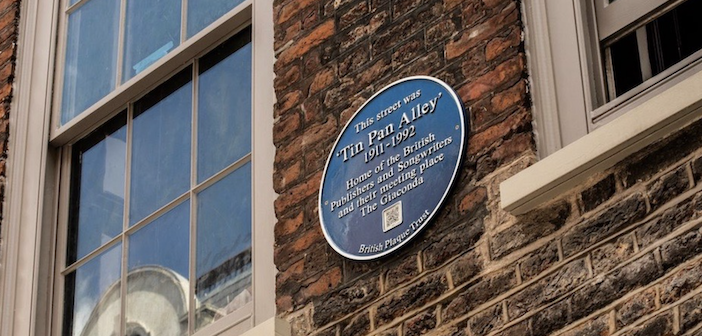 This street was
'Tin Pan Alley'
1911-1992
Home of the British
Publishers and Songwriters
and their meeting place
The Giaconda
British Plaque Trust